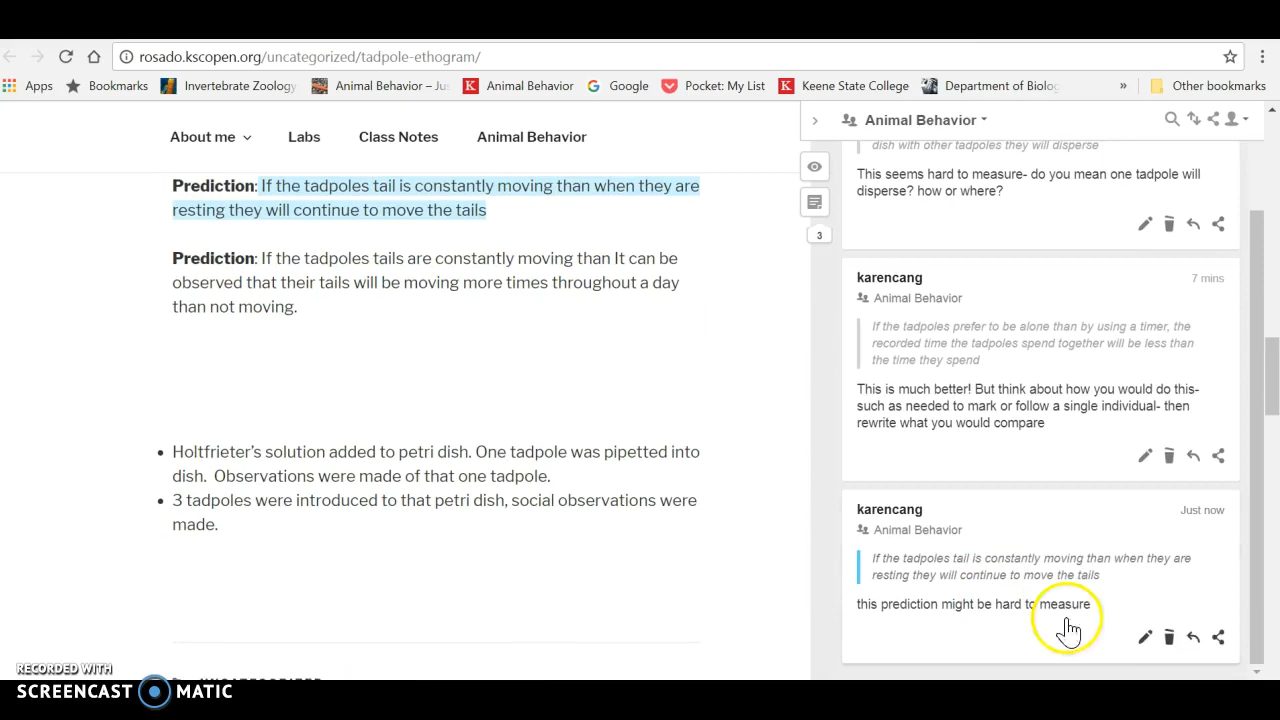 rosado.kscopen.org/uncategorized/tadpole-ethogram/
Apps Bookmarks Invertebrate Zoology Animal Behavior – Jus Animal Behavior Google Pocket: My List Keene State College Department of Biolog » Other bookmarks
About me Labs Class Notes Animal Behavior
Prediction: If the tadpoles tail is constantly moving than when they are
resting they will continue to move the tails
Prediction: If the tadpoles tails are constantly moving than It can be
observed that their tails will be moving more times throughout a day
than not moving.
• Holtfrieter's solution added to petri dish. One tadpole was pipetted into
dish. Observations were made of that one tadpole.
• 3 tadpoles were introduced to that petri dish, social observations were
made.
Animal Behavior
3
dish with other tadpoles they will disperse
This seems hard to measure- do you mean one tadpole will
disperse? how or where?
karencang 7 mins
Animal Behavior
If the tadpoles prefer to be alone than by using a timer, the
recorded time the tadpoles spend together will be less than
the time they spend
This is much better! But think about how you would do this-
such as needed to mark or follow a single individual- then
rewrite what you would compare
karencang Just now
Animal Behavior
If the tadpoles tail is constantly moving than when they are
resting they will continue to move the tails
this prediction might be hard to measure
RECORDED WITH
SCREENCAST MATIC